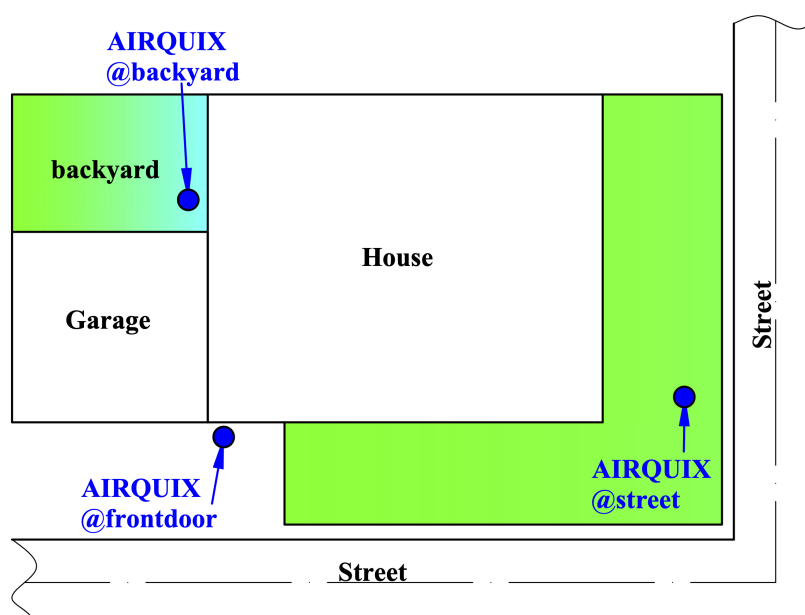 AIRQUIX
@backyard
backyard
House
Garage
Street
AIRQUIX
@street
AIRQUIX
@frontdoor
Street